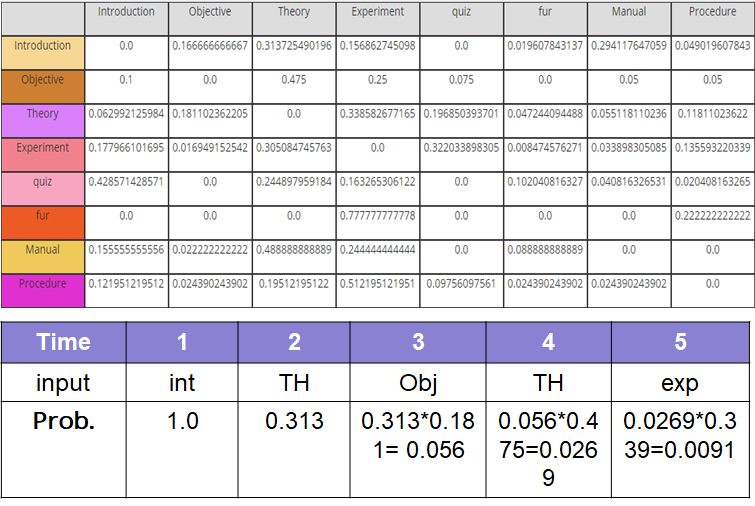 Introduction Objective Theory Experiment quiz fur Manual Procedure
Introduction 0.0 0.166666666667 0.313725490196 0.156862745098 0.0 0.019607843137 0.294117647059 0.049019607843
Objective 0.1 0.0 0.475 0.25 0.075 0.0 0.05 0.05
Theory 0.062992125984 0.181102362205 0.0 0.338582677165 0.196850393701 0.047244094488 0.055118110236 0.11811023622
Experiment 0.177966101695 0.016949152542 0.305084745763 0.0 0.322033898305 0.008474576271 0.033898305085 0.135593220339
quiz 0.428571428571 0.0 0.244897959184 0.163265306122 0.0 0.102040816327 0.040816326531 0.020408163265
fur 0.0 0.0 0.0 0.777777777778 0.0 0.0 0.0 0.222222222222
Manual 0.155555555556 0.022222222222 0.488888888889 0.244444444444 0.0 0.088888888889 0.0 0.0
Procedure 0.121951219512 0.024390243902 0.19512195122 0.512195121951 0.09756097561 0.024390243902 0.024390243902 0.0
Time 1 2 3 4 5
input int TH Obj TH exp
Prob. 1.0 0.313 0.313*0.18 0.056*0.4 0.0269*0.3
1= 0.056 75=0.026 39=0.0091
9